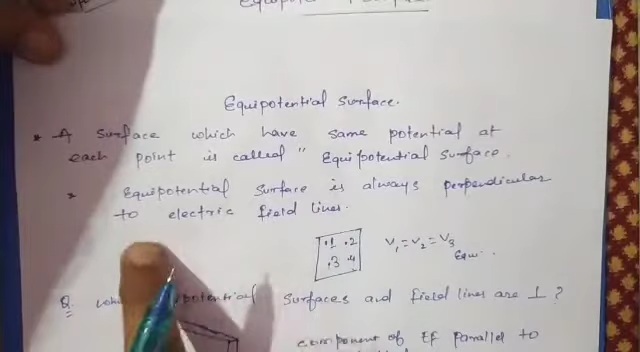 Equipotential Surface.
* A surface which have same potential at
each point is called " Equipotential Surface.
* Equipotential Surface is always perpendicular
to electric field lines.
.1 .2
.3 .4
V₁ = V₂ = V₃
Equi..
Q. potential Surfaces and field lines are ⊥ ?
component of EF Parallel to